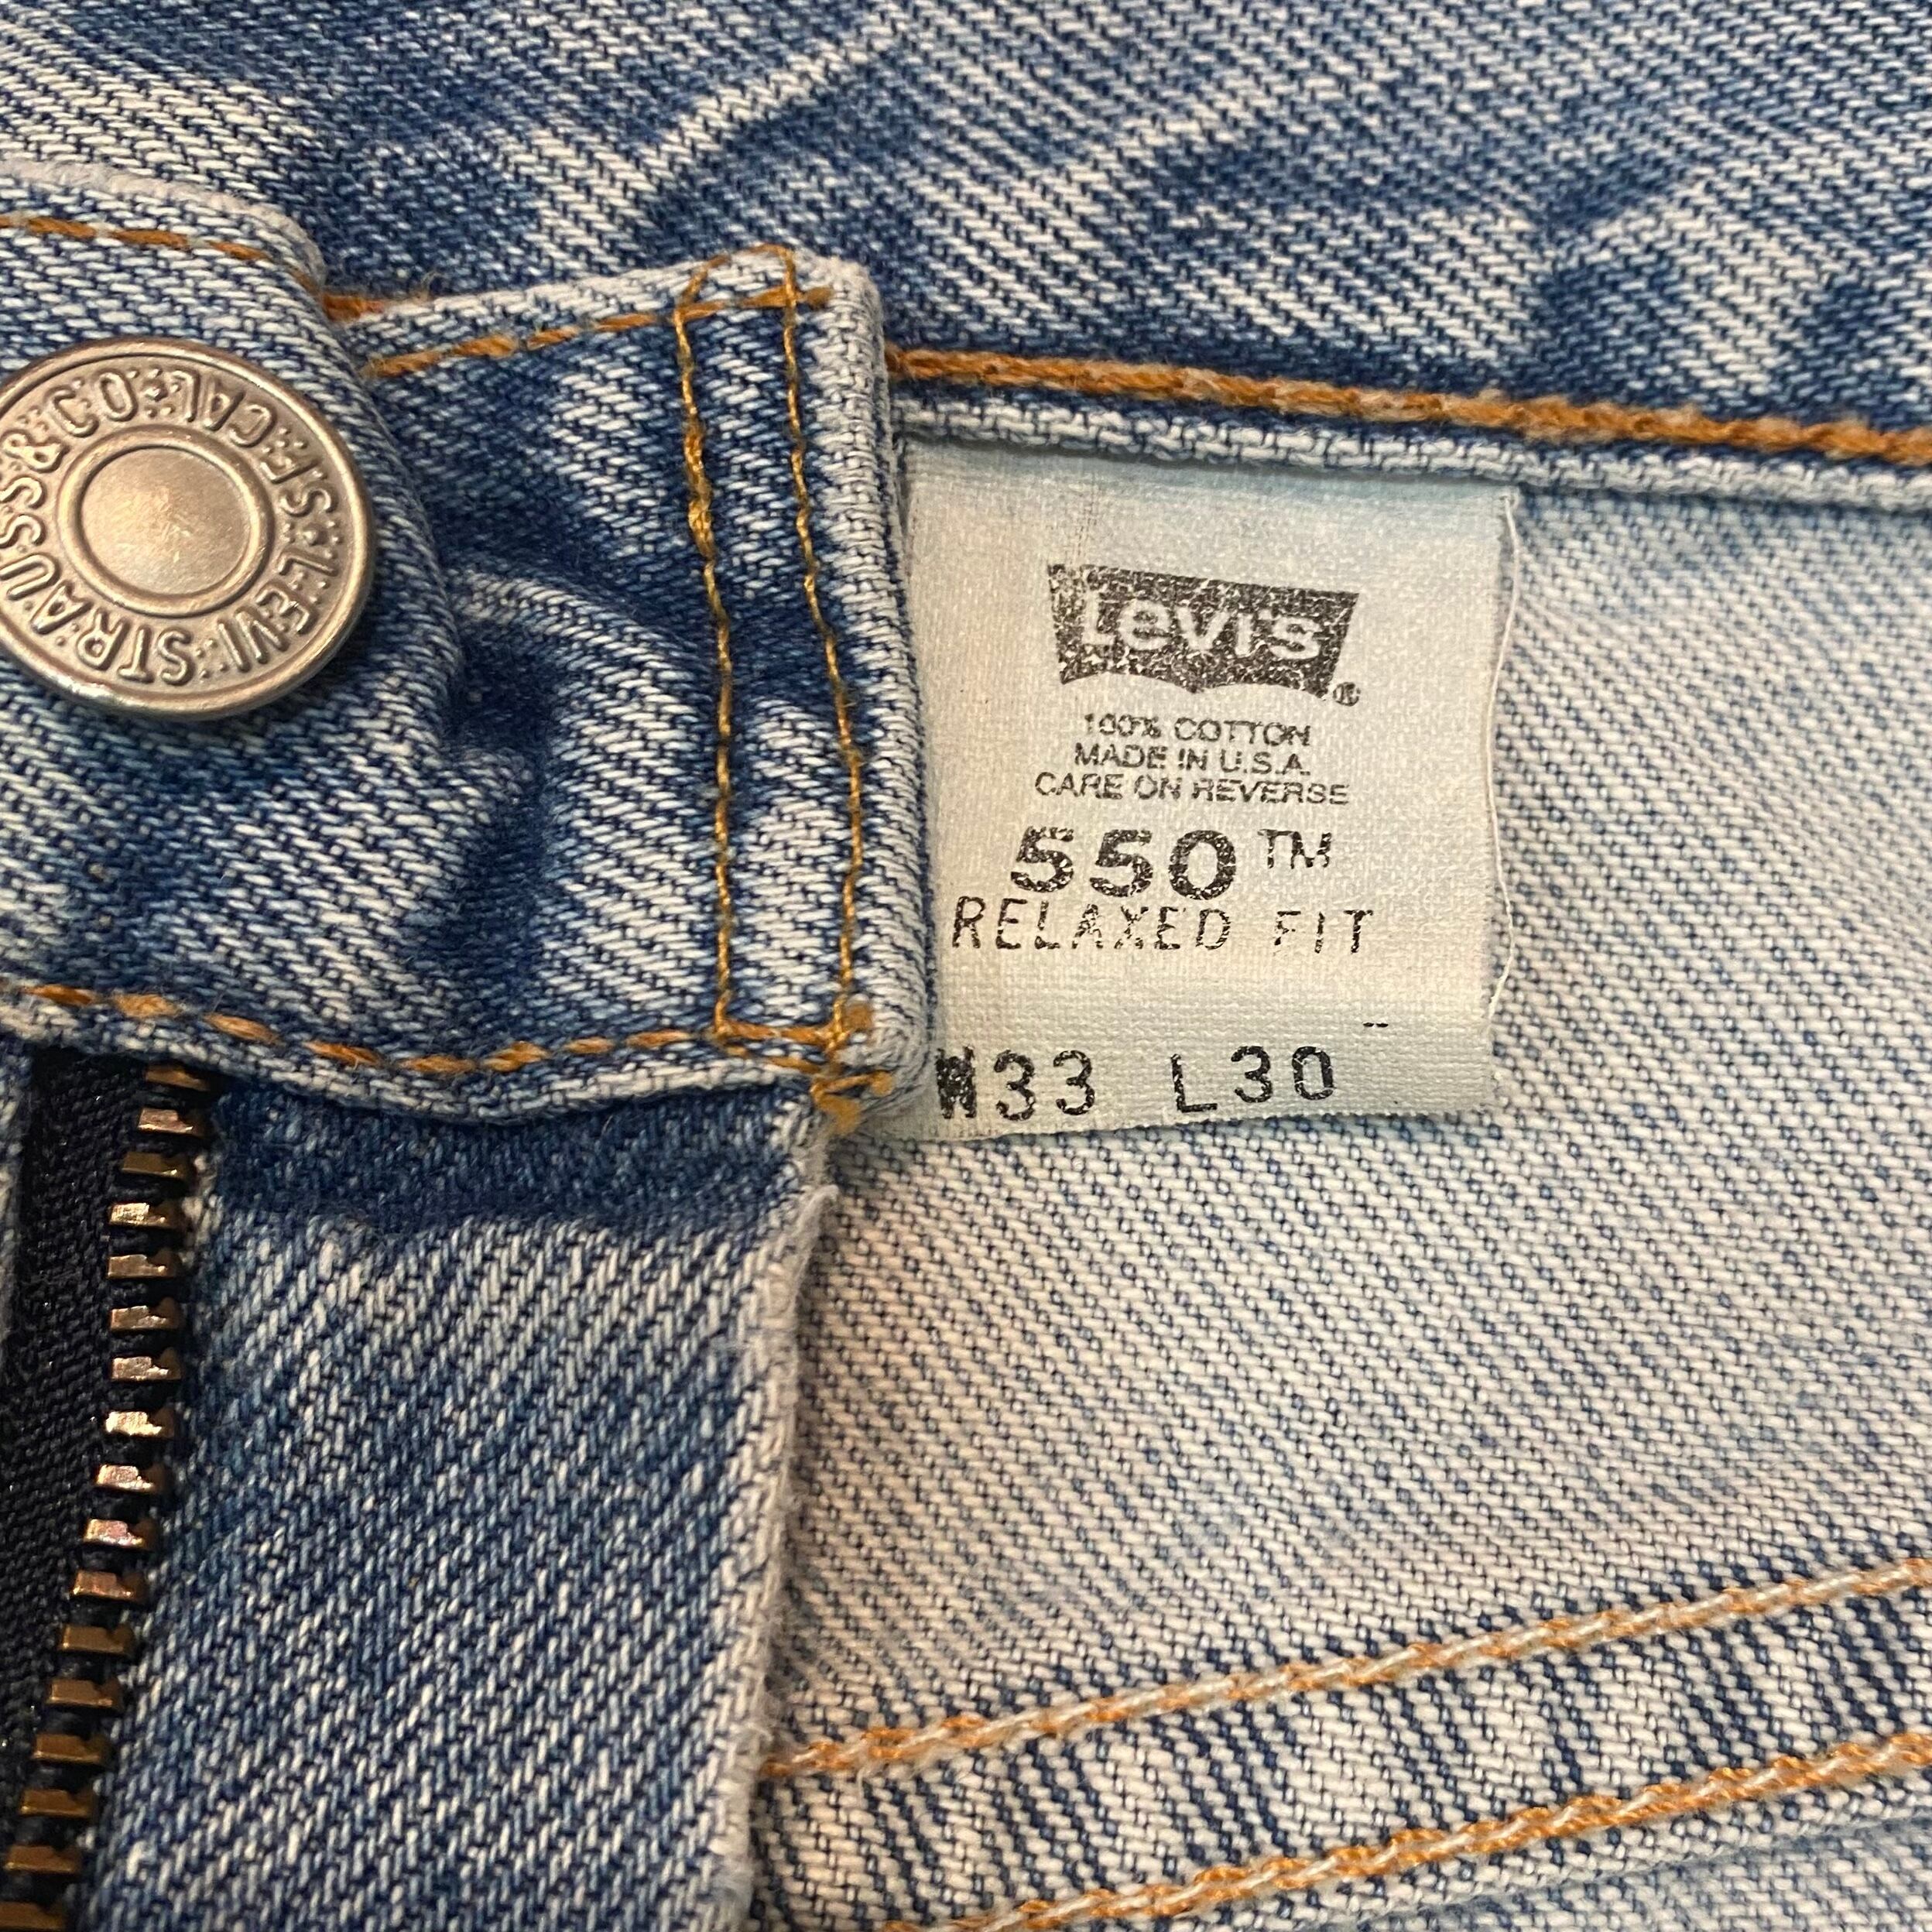 LEVI STRAUSS & CO S.F. CAL
Levi's®
100% COTTON
MADE IN U.S.A.
CARE ON REVERSE
550™
RELAXED FIT
W33 L30